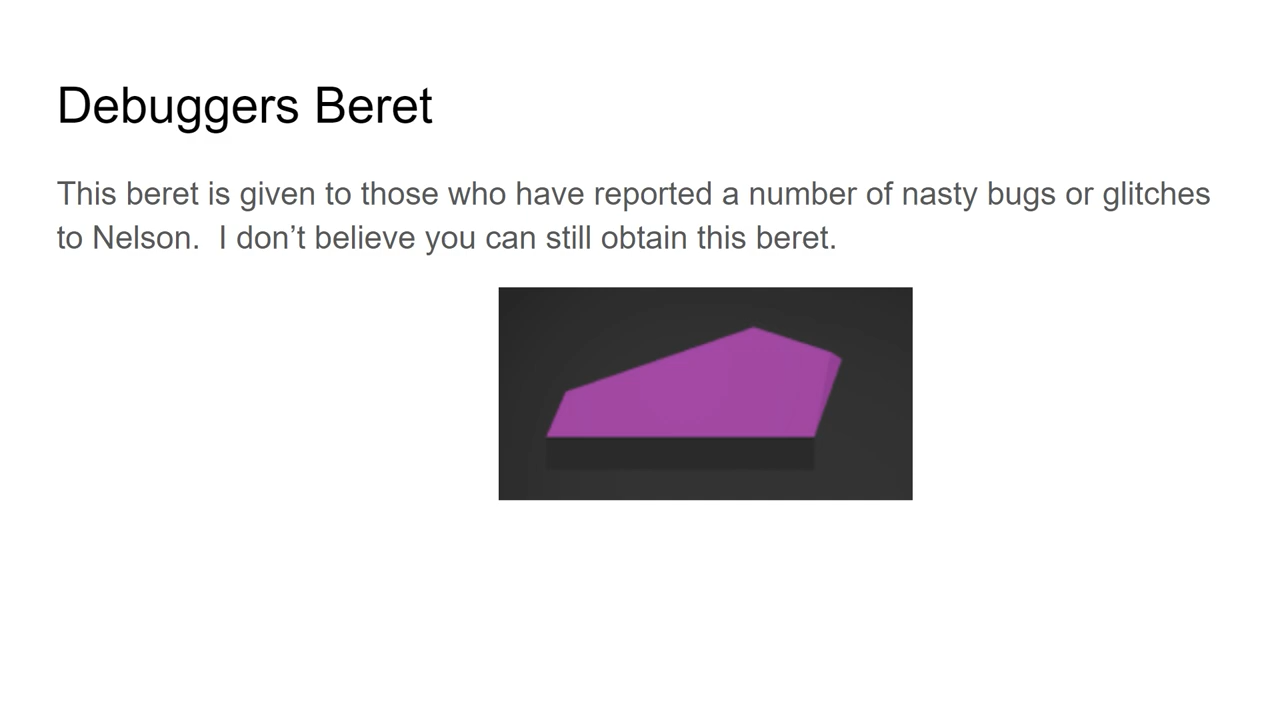 Debuggers Beret
This beret is given to those who have reported a number of nasty bugs or glitches
to Nelson.  I don’t believe you can still obtain this beret.